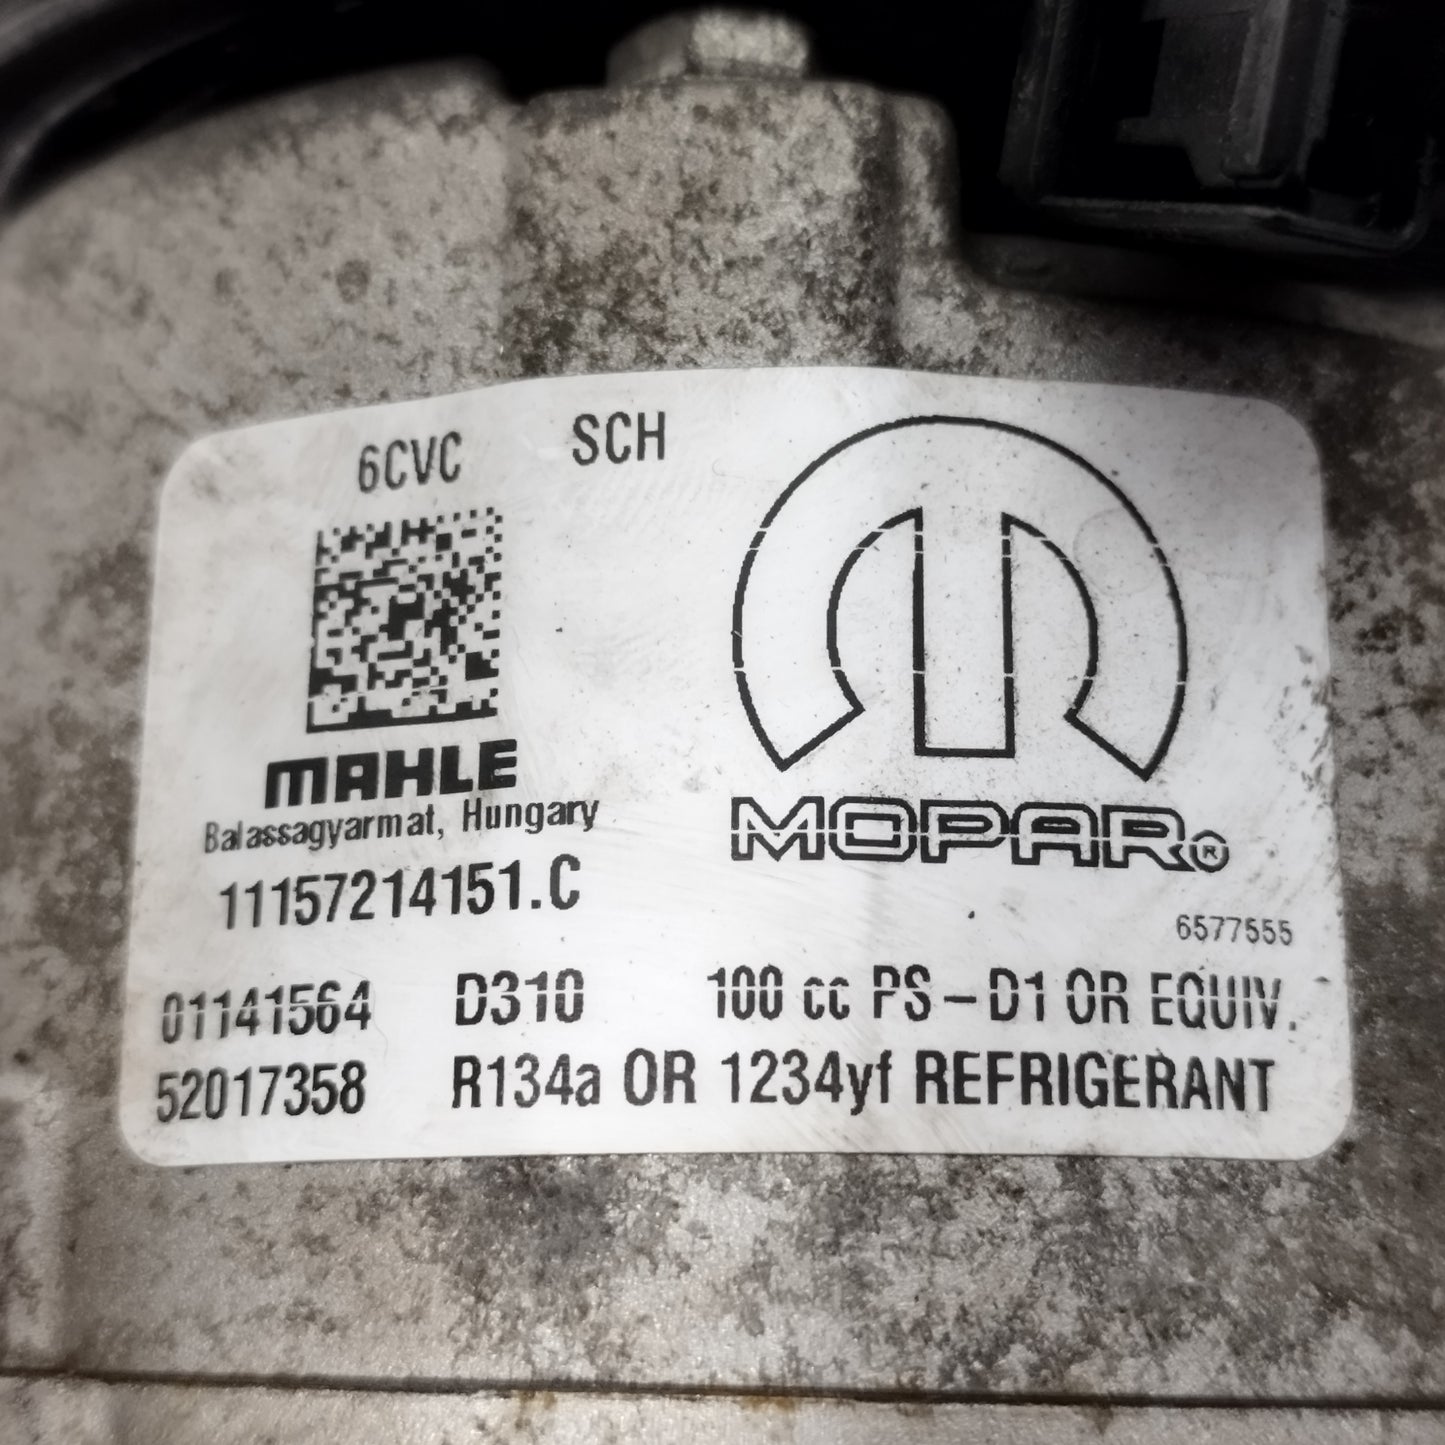 6CVC SCH
MAHLE
Balassagyarmat, Hungary
11157214151.C
MOPAR®
6577555
01141564 D310 100 cc PS-D1 OR EQUIV.
52017358 R134a OR 1234yf REFRIGERANT